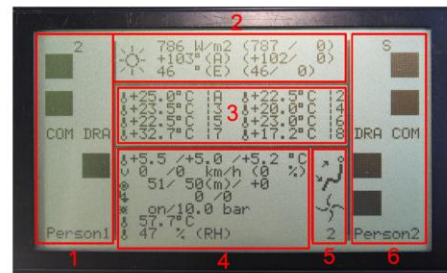 2
2
786 W/m2 (787 / 0)
+103°(A) (+102/ 0)
46 °(E) (46/ 0)
S
3
+25.0°C |A +22.5°C |2
+22.5°C |3 +20.0°C |4
+22.5°C |5 +23.0°C |6
+32.7°C |7 +17.2°C |8
COM DRA
DRA COM
+5.5 /+5.0 /+5.2 °C
0 /0 km/h (0 %)
51/ 50(m)/ +0
0 /0
on/10.0 bar
57.7°C
47 % (RH)
2
Person1
Person2
1
4
5
6